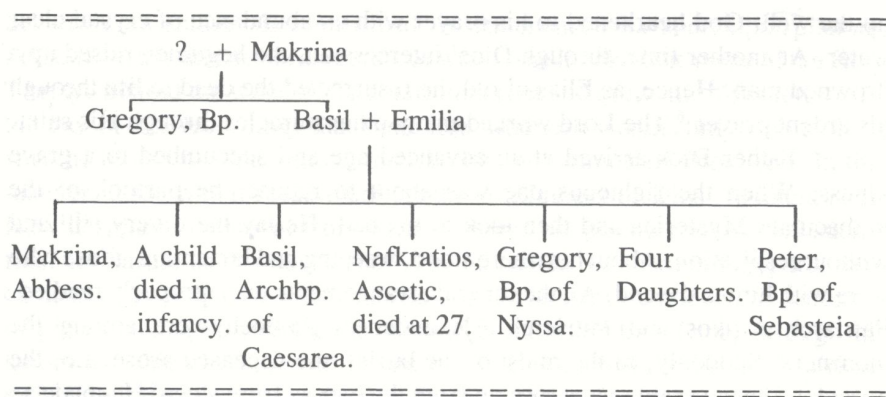 ? + Makrina
Gregory, Bp. Basil + Emilia
Makrina, A child Basil, Nafkratios, Gregory, Four Peter,
Abbess. died in Archbp. Ascetic, Bp. of Daughters. Bp. of
infancy. of died at 27. Nyssa. Sebasteia.
Caesarea.